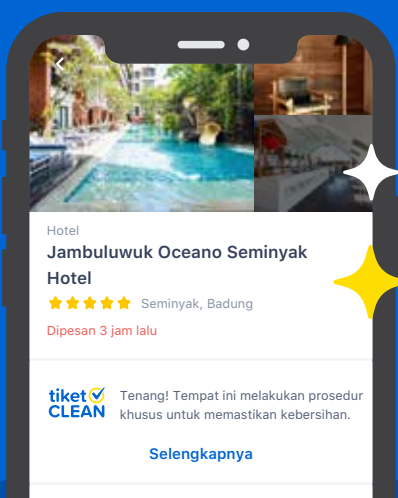 Hotel
Jambuluwuk Oceano Seminyak
Hotel
Seminyak, Badung
Dipesan 3 jam lalu
tiket
CLEAN
Tenang! Tempat ini melakukan prosedur
khusus untuk memastikan kebersihan.
Selengkapnya